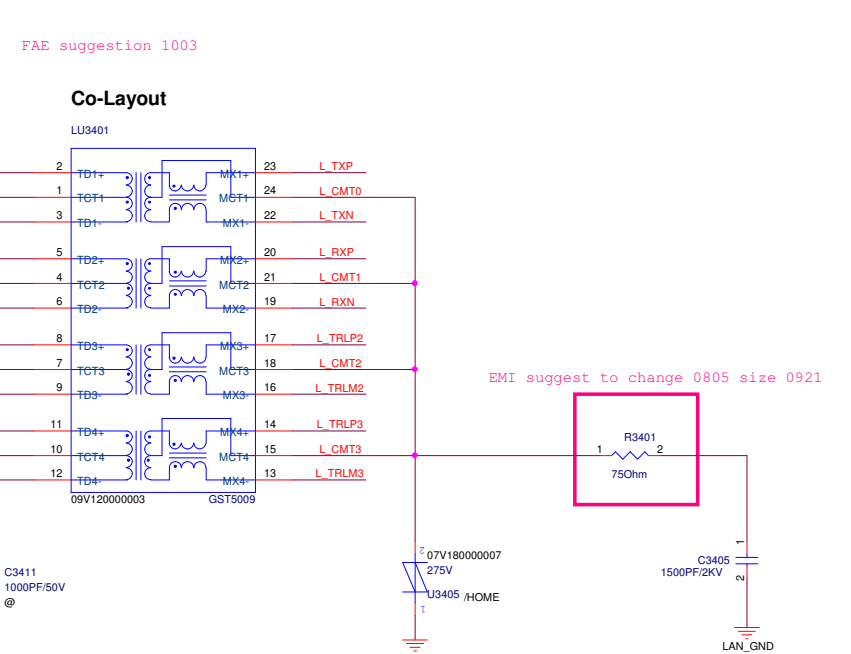 FAE suggestion 1003
Co-Layout
LU3401
2 TD1+ MX1+ 23 L_TXP
1 TCT1 MCT1 24 L_CMT0
3 TD1- MX1- 22 L_TXN
5 TD2+ MX2+ 20 L_RXP
4 TCT2 MCT2 21 L_CMT1
6 TD2- MX2- 19 L_RXN
8 TD3+ MX3+ 17 L_TRLP2
7 TCT3 MCT3 18 L_CMT2
9 TD3- MX3- 16 L_TRLM2
EMI suggest to change 0805 size 0921
11 TD4+ MX4+ 14 L_TRLP3
R3401
10 TCT4 MCT4 15 L_CMT3
1 2
75Ohm
12 TD4- MX4- 13 L_TRLM3
09V120000003 GST5009
2 07V180000007
275V
U3405 /HOME
1
1
C3405
1500PF/2KV
2
C3411
1000PF/50V
@
LAN_GND